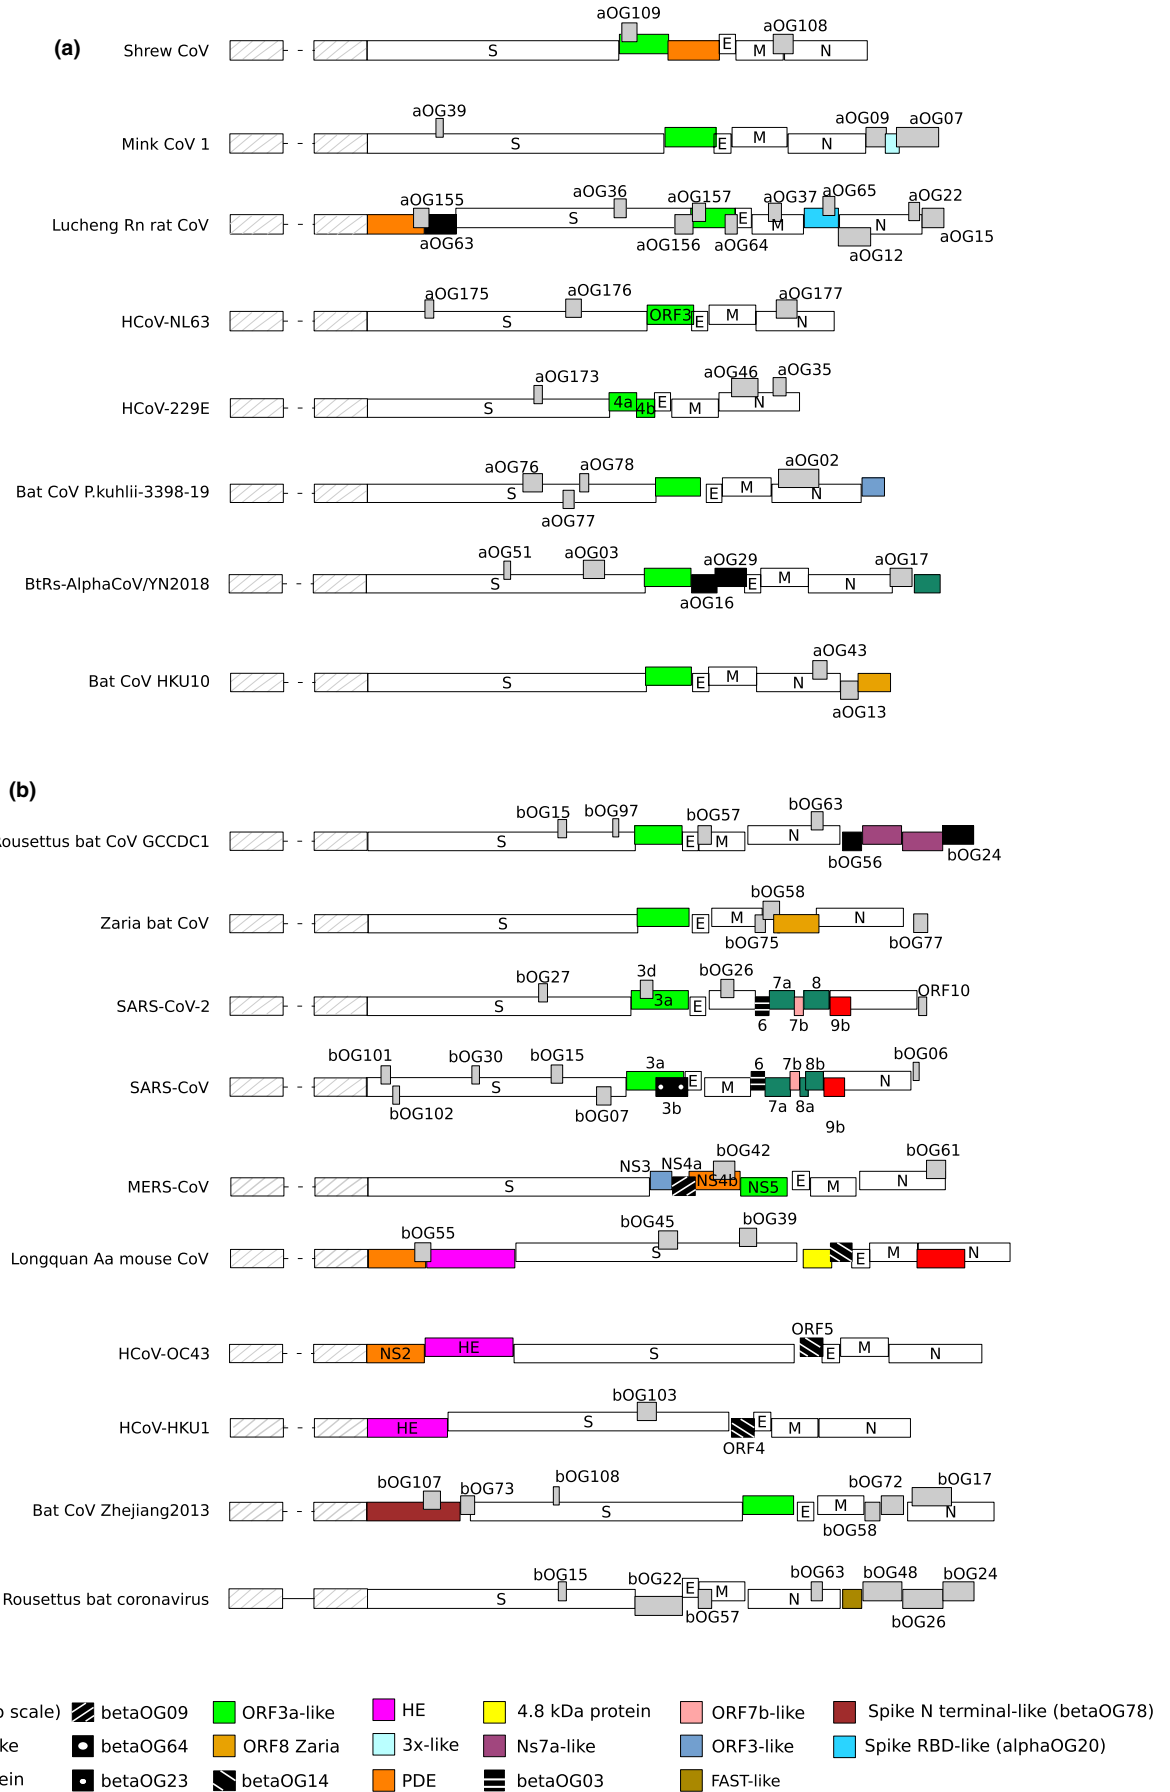 (a)
aOG109 aOG108
Shrew CoV S E M N
aOG39 aOG09 aOG07
Mink CoV 1 S E M N
aOG155 aOG36 aOG157 aOG37 aOG65 aOG22
Lucheng Rn rat CoV S E M N
aOG63 aOG156 aOG64 aOG12 aOG15
aOG175 aOG176 aOG177
HCoV-NL63 S ORF3 E M N
aOG173 aOG46 aOG35
HCoV-229E S 4a 4b E M N
aOG76 aOG78 aOG02
Bat CoV P.kuhlii-3398-19 S E M N
aOG77
aOG51 aOG03 aOG29 aOG17
BtRs-AlphaCoV/YN2018 S E M N
aOG16
aOG43
Bat CoV HKU10 S E M N
aOG13
(b)
bOG15 bOG97 bOG57 bOG63
ousettus bat CoV GCCDC1 S E M N
bOG56 bOG24
bOG58
Zaria bat CoV S E M N
bOG75 bOG77
bOG27 3d bOG26 7a 8 ORF10
SARS-CoV-2 S 3a E
6 7b 9b
bOG101 bOG30 bOG15 3a 6 7b 8b bOG06
SARS-CoV S E M N
bOG102 bOG07 3b 7a 8a
9b
NS3 NS4a bOG42 bOG61
MERS-CoV S NS4b NS5 E M N
bOG55 bOG45 bOG39
Longquan Aa mouse CoV S E M N
ORF5
HCoV-OC43 NS2 HE S E M N
bOG103
HCoV-HKU1 HE S E M N
ORF4
bOG107 bOG73 bOG108 bOG72 bOG17
Bat CoV Zhejiang2013 S E M N
bOG58
bOG15 bOG22 bOG63 bOG48 bOG24
Rousettus bat coronavirus S E M N
bOG57 bOG26
scale) betaOG09 ORF3a-like HE 4.8 kDa protein ORF7b-like Spike N terminal-like (betaOG78)
ke betaOG64 ORF8 Zaria 3x-like Ns7a-like ORF3-like Spike RBD-like (alphaOG20)
ein betaOG23 betaOG14 PDE betaOG03 FAST-like